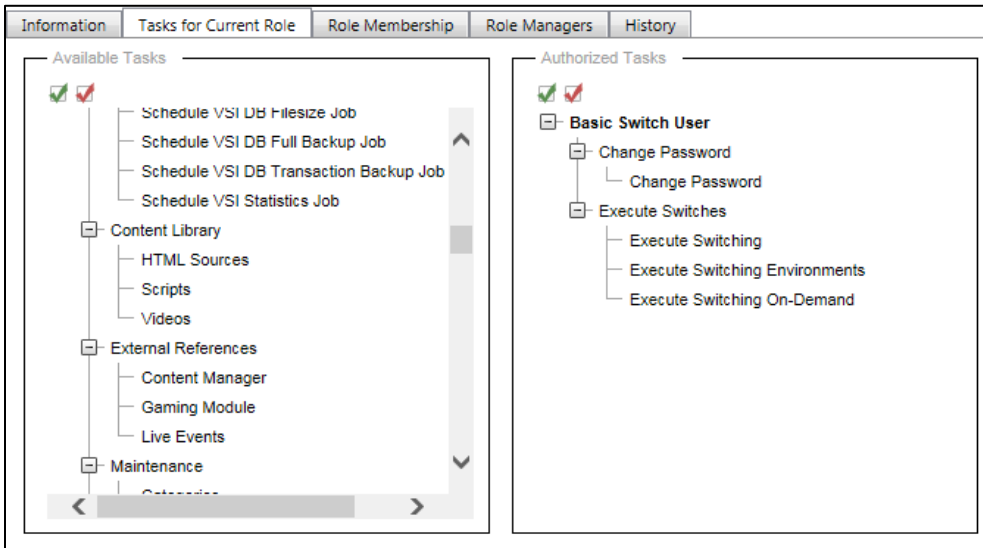 Information Tasks for Current Role Role Membership Role Managers History
Available Tasks
Schedule VSI DB Filesize Job
Schedule VSI DB Full Backup Job
Schedule VSI DB Transaction Backup Job
Schedule VSI Statistics Job
Content Library
HTML Sources
Scripts
Videos
External References
Content Manager
Gaming Module
Live Events
Maintenance
Categories
Authorized Tasks
Basic Switch User
Change Password
Change Password
Execute Switches
Execute Switching
Execute Switching Environments
Execute Switching On-Demand